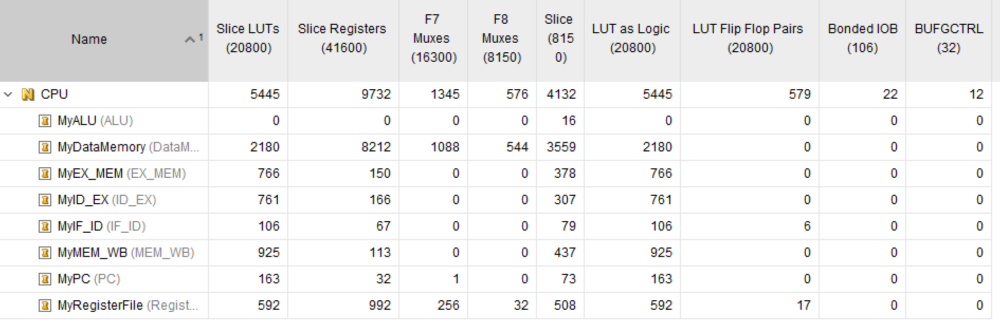 Name 1 Slice LUTs (20800) Slice Registers (41600) F7 Muxes (16300) F8 Muxes (8150) Slice (815 0) LUT as Logic (20800) LUT Flip Flop Pairs (20800) Bonded IOB (106) BUFGCTRL (32)
N CPU 5445 9732 1345 576 4132 5445 579 22 12
MyALU (ALU) 0 0 0 0 16 0 0 0 0
MyDataMemory (DataM... 2180 8212 1088 544 3559 2180 0 0 0
MyEX_MEM (EX_MEM) 766 150 0 0 378 766 0 0 0
MyID_EX (ID_EX) 761 166 0 0 307 761 0 0 0
MyIF_ID (IF_ID) 106 67 0 0 79 106 6 0 0
MyMEM_WB (MEM_WB) 925 113 0 0 437 925 0 0 0
MyPC (PC) 163 32 1 0 73 163 0 0 0
MyRegisterFile (Regist... 592 992 256 32 508 592 17 0 0